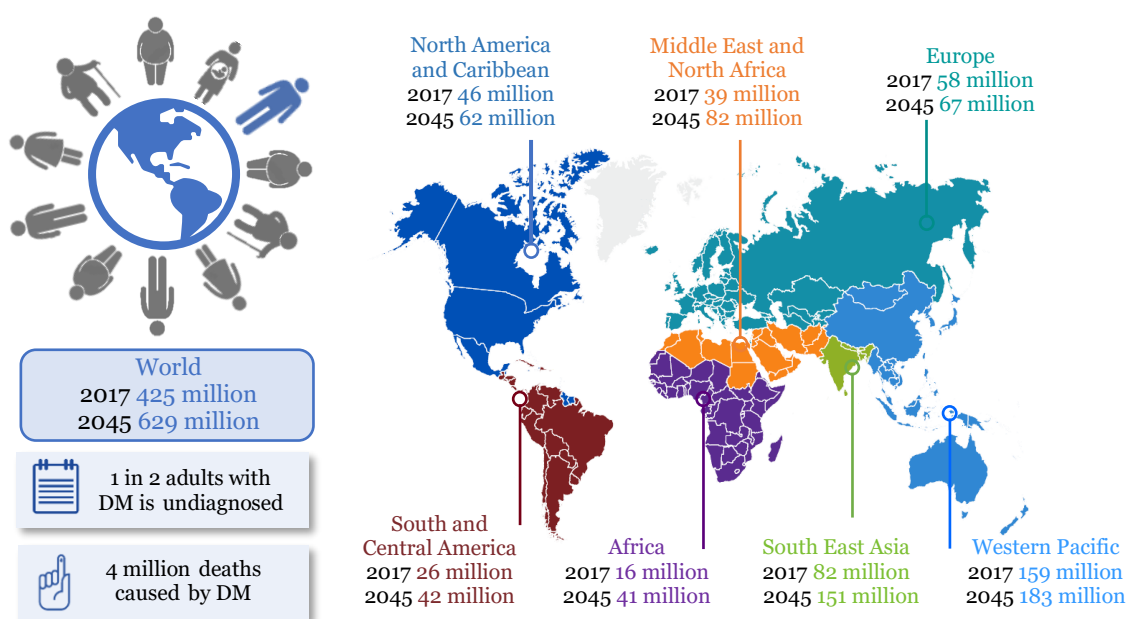 North America
and Caribbean
2017 46 million
2045 62 million
Middle East and
North Africa
2017 39 million
2045 82 million
Europe
2017 58 million
2045 67 million
World
2017 425 million
2045 629 million
1 in 2 adults with
DM is undiagnosed
4 million deaths
caused by DM
South and
Central America
2017 26 million
2045 42 million
Africa
2017 16 million
2045 41 million
South East Asia
2017 82 million
2045 151 million
Western Pacific
2017 159 million
2045 183 million